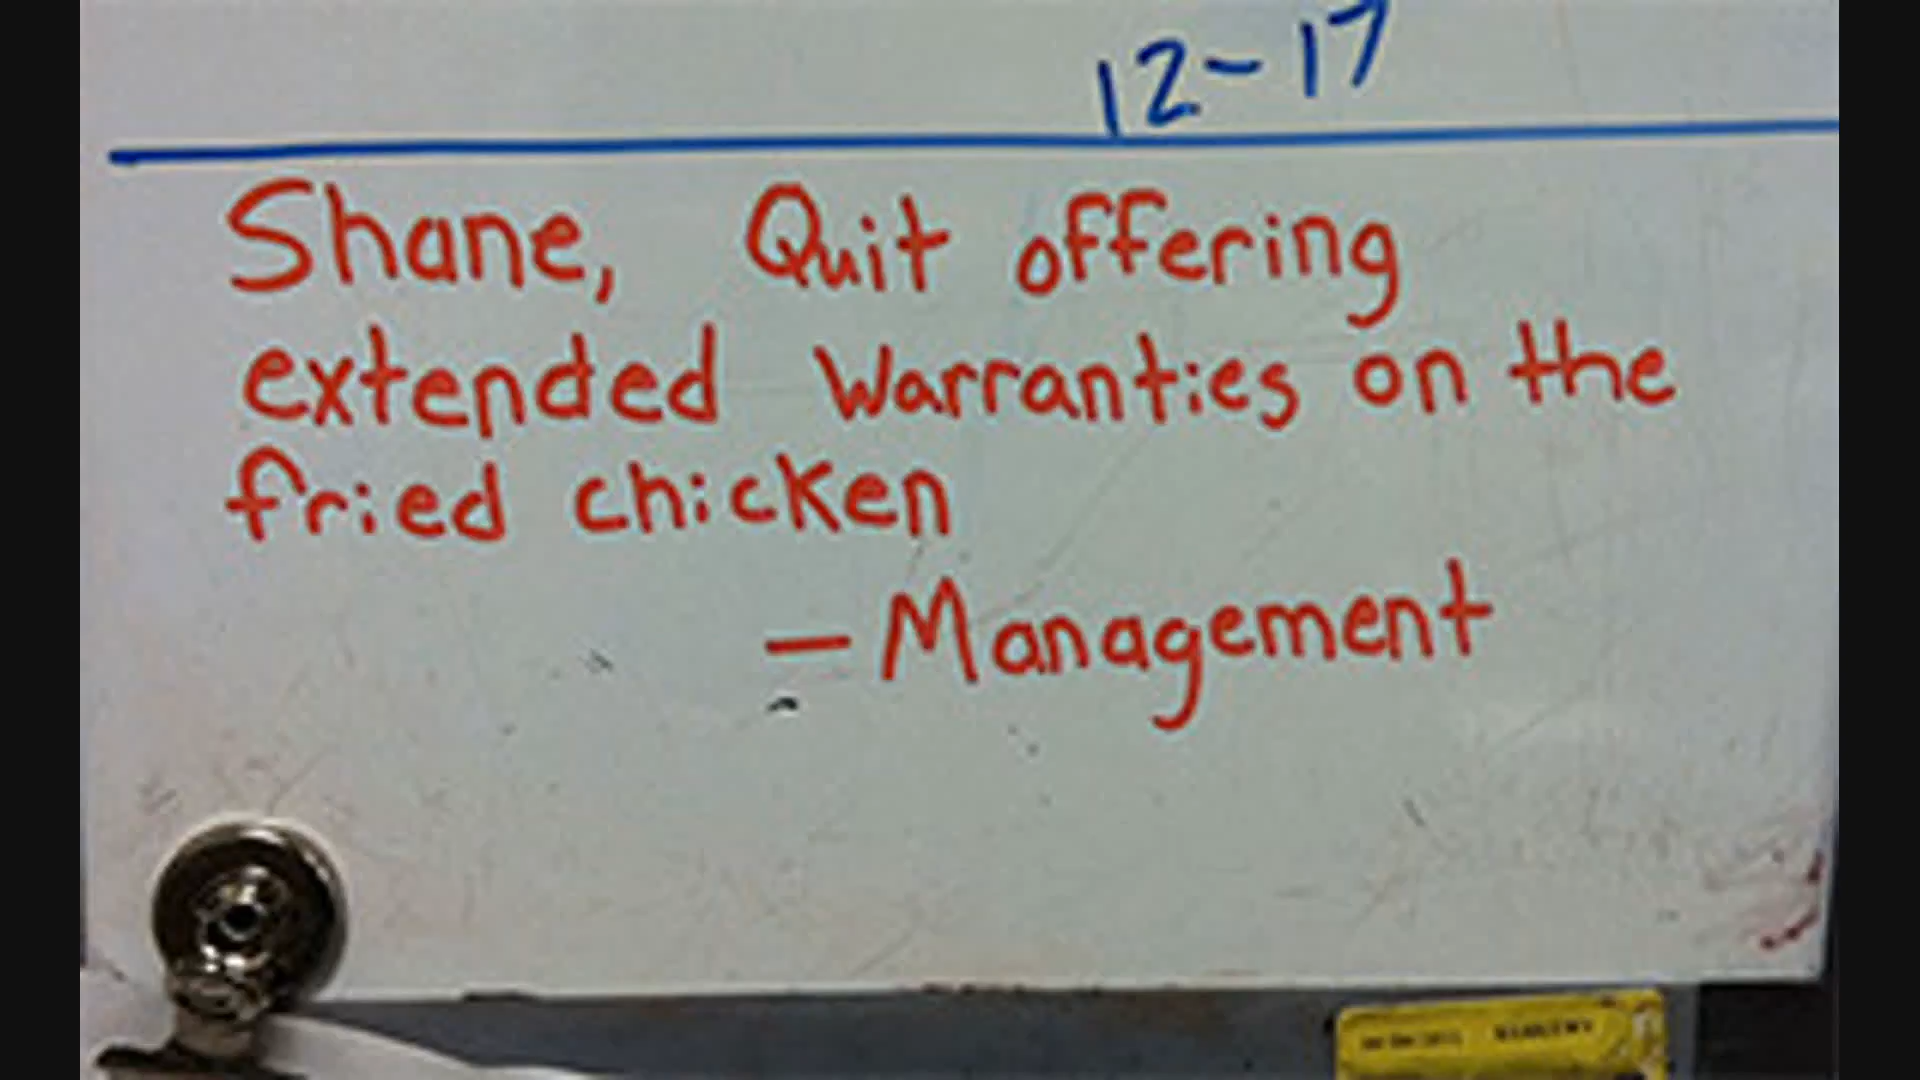 12-17
Shane, Quit offering
extended warranties on the
fried chicken
- Management